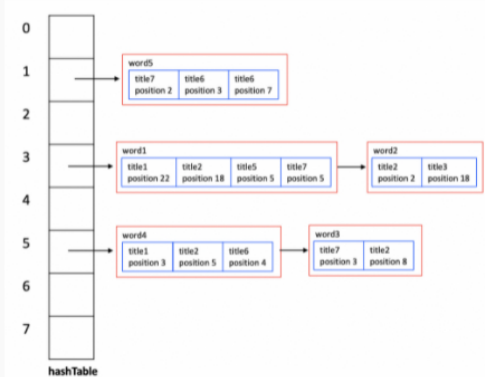 0
1
word5
title7 title6 title6
position 2 position 3 position 7
2
3
word1 word2
title1 title2 title5 title7 title2 title3
position 22 position 18 position 5 position 5 position 2 position 18
4
5
word4 word3
title1 title2 title6 title7 title2
position 3 position 5 position 4 position 3 position 8
6
7
hashTable